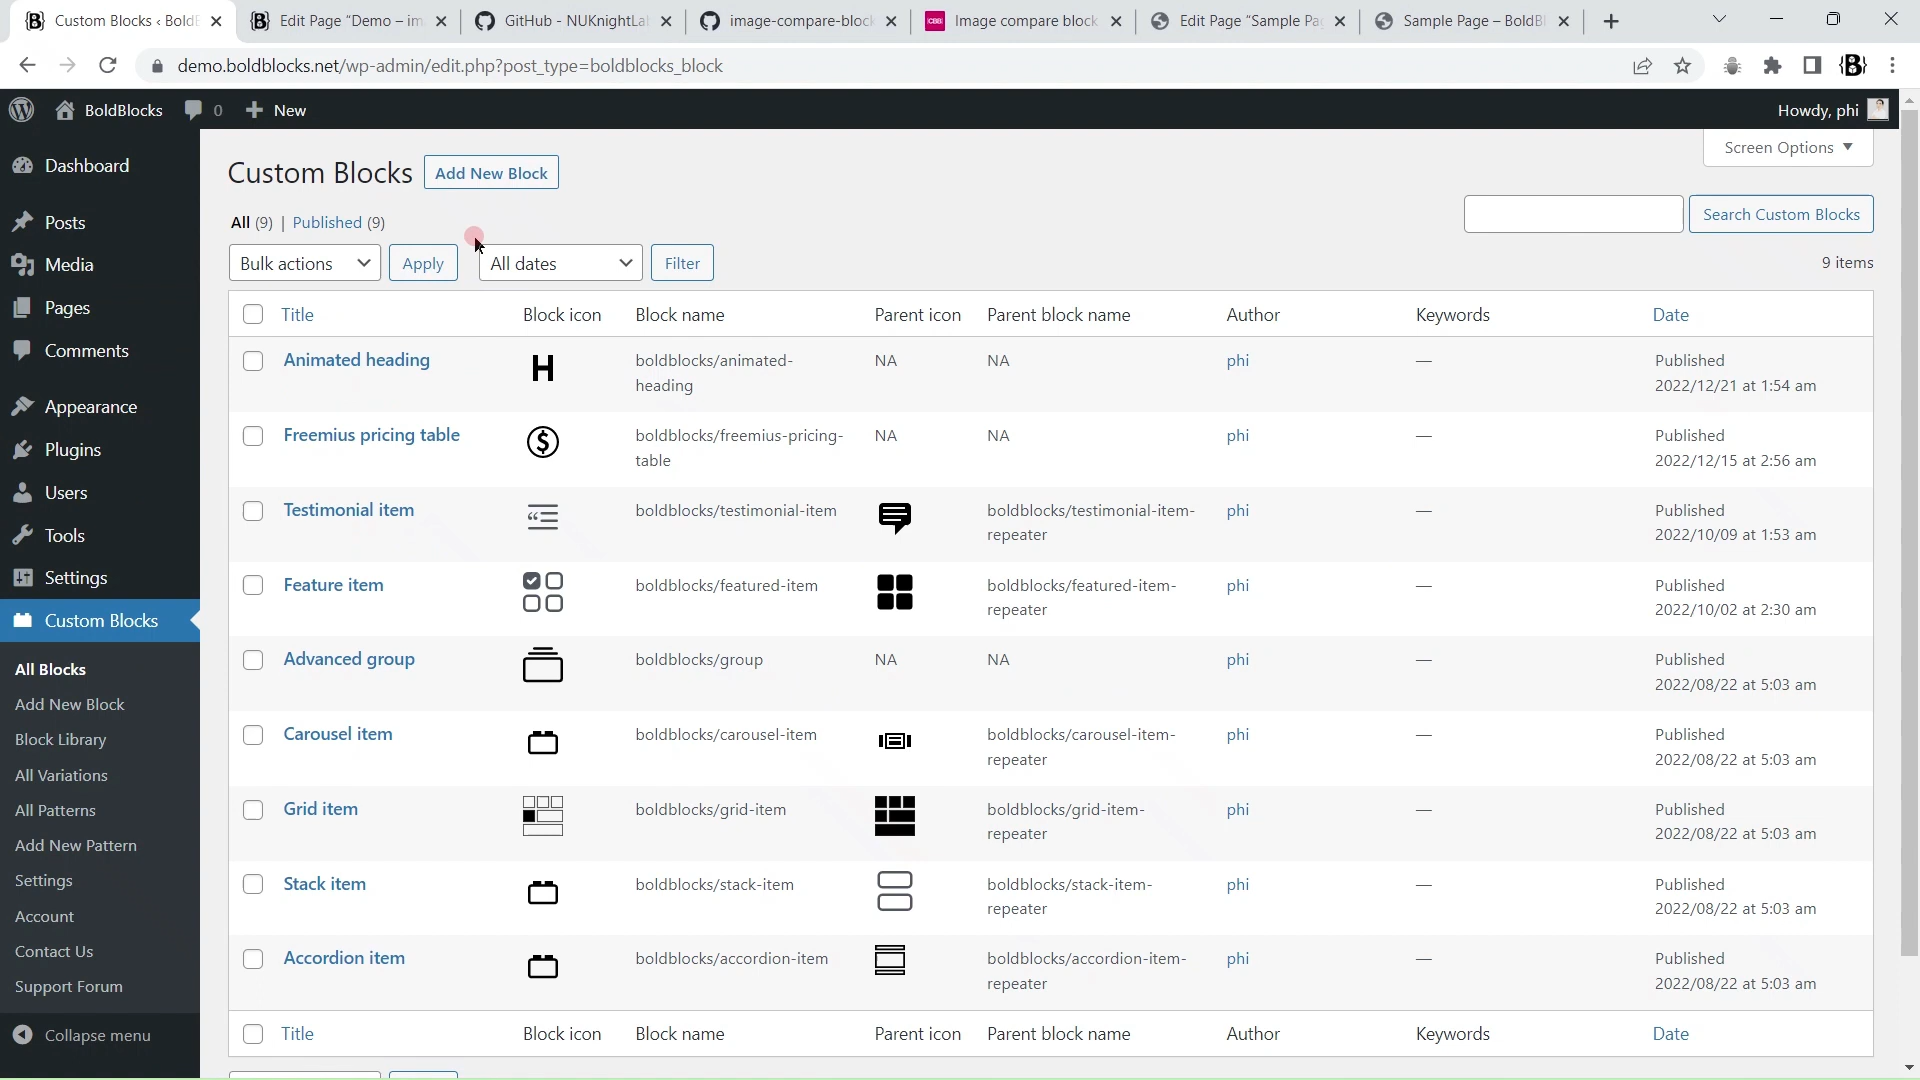 Custom Blocks ‹ BoldB
Edit Page “Demo – im
GitHub - NUKnightLa
image-compare-block
Image compare block
Edit Page “Sample Pa
Sample Page – BoldBl
demo.boldblocks.net/wp-admin/edit.php?post_type=boldblocks_block
BoldBlocks
0
New
Howdy, phi
Screen Options
Dashboard
Posts
Media
Pages
Comments
Appearance
Plugins
Users
Tools
Settings
Custom Blocks
All Blocks
Add New Block
Block Library
All Variations
All Patterns
Add New Pattern
Settings
Account
Contact Us
Support Forum
Collapse menu
Custom Blocks
Add New Block
All (9) | Published (9)
Search Custom Blocks
Bulk actions
Apply
All dates
Filter
9 items
Title Block icon Block name Parent icon Parent block name Author Keywords Date
Animated heading boldblocks/animated- NA NA phi — Published
heading 2022/12/21 at 1:54 am
Freemius pricing table boldblocks/freemius-pricing- NA NA phi — Published
table 2022/12/15 at 2:56 am
Testimonial item boldblocks/testimonial-item boldblocks/testimonial-item- phi — Published
repeater 2022/10/09 at 1:53 am
Feature item boldblocks/featured-item boldblocks/featured-item- phi — Published
repeater 2022/10/02 at 2:30 am
Advanced group boldblocks/group NA NA phi — Published
2022/08/22 at 5:03 am
Carousel item boldblocks/carousel-item boldblocks/carousel-item- phi — Published
repeater 2022/08/22 at 5:03 am
Grid item boldblocks/grid-item boldblocks/grid-item- phi — Published
repeater 2022/08/22 at 5:03 am
Stack item boldblocks/stack-item boldblocks/stack-item- phi — Published
repeater 2022/08/22 at 5:03 am
Accordion item boldblocks/accordion-item boldblocks/accordion-item- phi — Published
repeater 2022/08/22 at 5:03 am
Title Block icon Block name Parent icon Parent block name Author Keywords Date